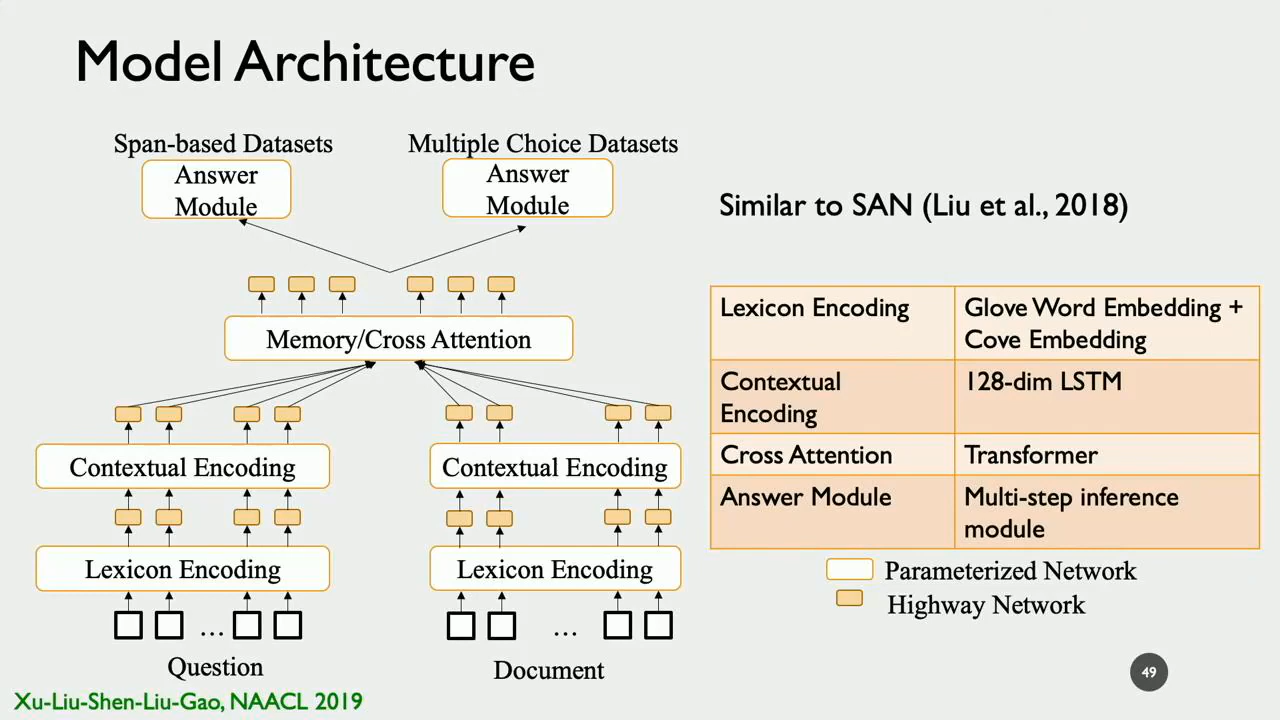 Model Architecture
Span-based Datasets
Multiple Choice Datasets
Answer
Module
Answer
Module
Similar to SAN (Liu et al., 2018)
Memory/Cross Attention
Contextual Encoding
Contextual Encoding
Lexicon Encoding
Lexicon Encoding
...
...
Question
Document
Lexicon Encoding
Glove Word Embedding +
Cove Embedding
Contextual
Encoding
128-dim LSTM
Cross Attention
Transformer
Answer Module
Multi-step inference
module
Parameterized Network
Highway Network
49
Xu-Liu-Shen-Liu-Gao, NAACL 2019